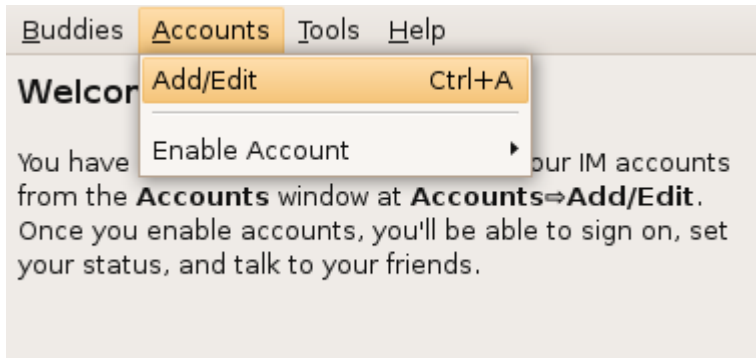 Buddies Accounts Tools Help
Add/Edit Ctrl+A
Enable Account
You have our IM accounts
from the Accounts window at Accounts⇒Add/Edit.
Once you enable accounts, you'll be able to sign on, set
your status, and talk to your friends.